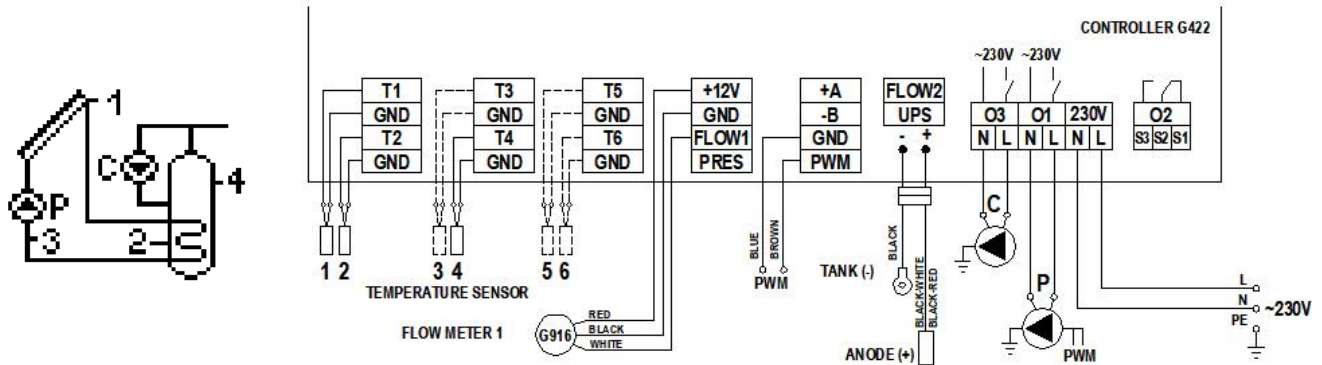 CONTROLLER G422
~230V ~230V
T1 T3 T5 +12V +A FLOW2
GND GND GND GND -B UPS O3 O1 230V O2
T2 T4 T6 FLOW1 GND - + N L N L N L S3 S2 S1
GND GND GND PRES PWM
1
C
4
P
3
2
C
1 2 3 4 5 6
TEMPERATURE SENSOR
BLUE
BROWN
PWM
BLACK
TANK (-)
BLACK-WHITE
BLACK-RED
P
L
N ~230V
PE
FLOW METER 1
G916
RED
BLACK
WHITE
ANODE (+)
PWM